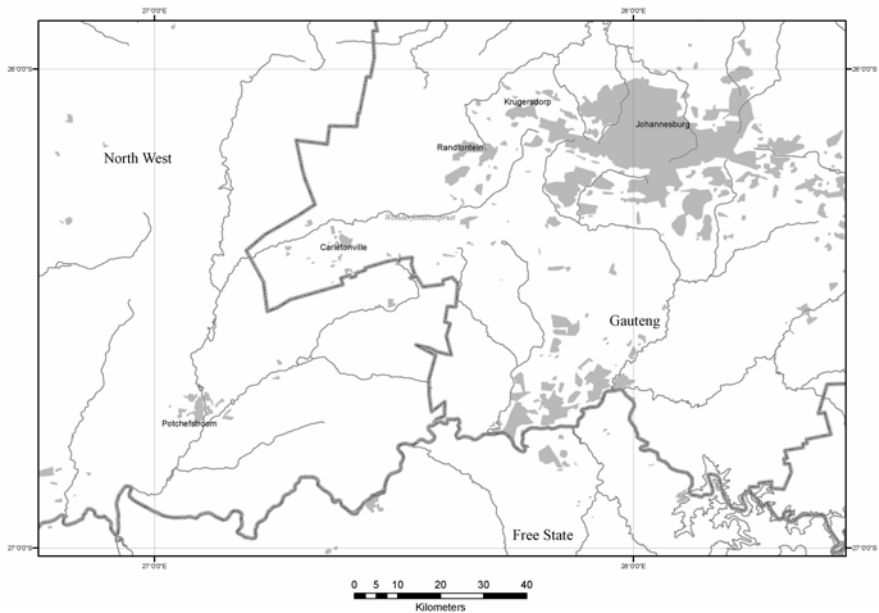 27°0'0"E
28°0'0"E
26°0'0"S
26°0'0"S
Krugersdorp
Johannesburg
North West
Randfontein
Carletonville
Gauteng
Potchefstroom
Free State
27°0'0"S
27°0'0"S
27°0'0"E
28°0'0"E
0 5 10 20 30 40
Kilometers